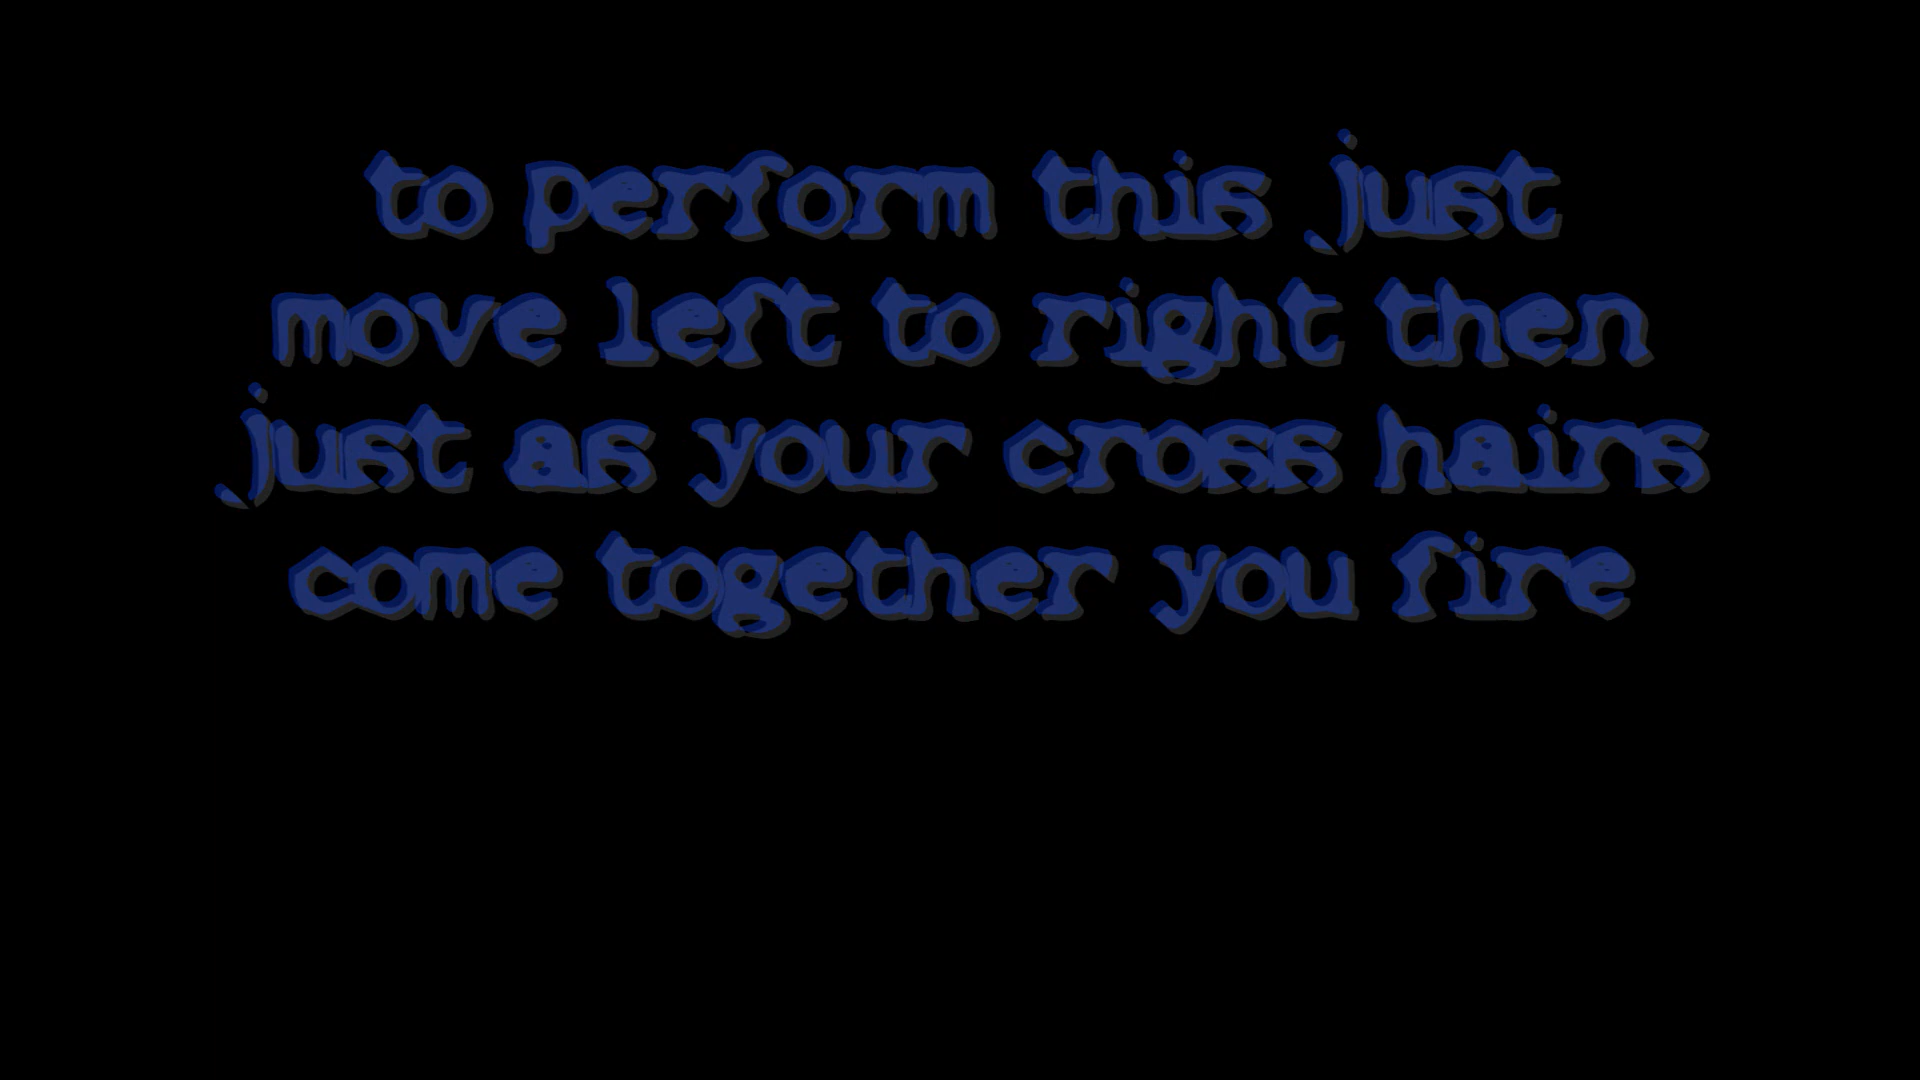 to perform this just
move left to right then
just as your cross hairs
come together you fire